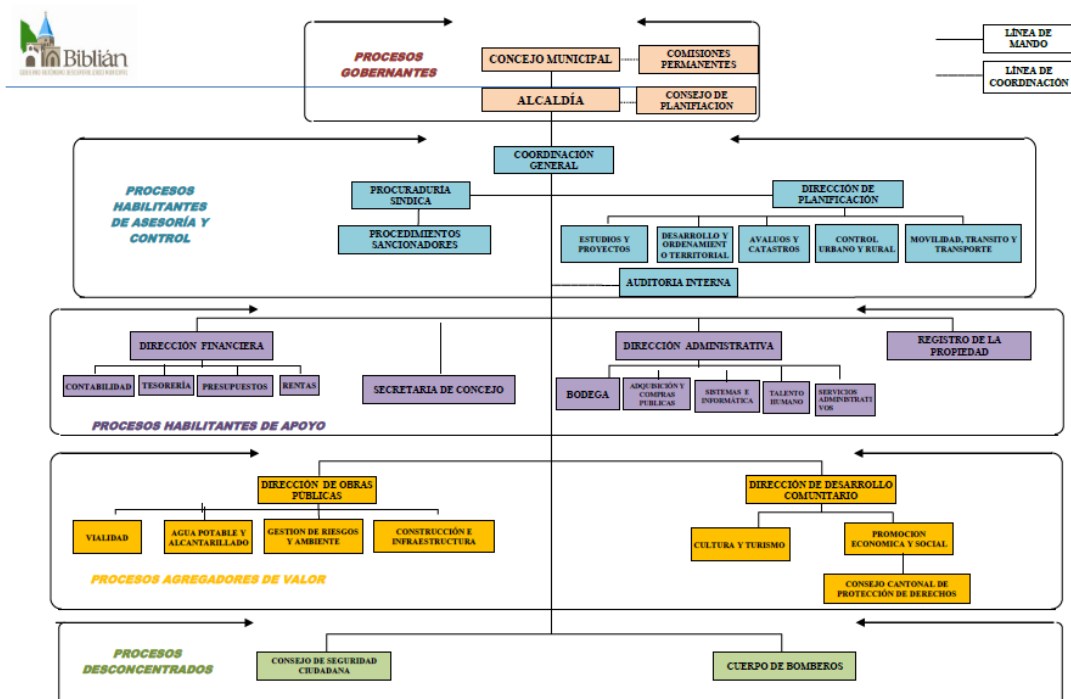 Biblián
PROCESOS
GOBERNANTES
CONCEJO MUNICIPAL
COMISIONES
PERMANENTES
ALCALDÍA
CONSEJO DE
PLANIFIACION
LÍNEA DE
MANDO
LÍNEA DE
COORDINACIÓN
PROCESOS
HABILITANTES
DE ASESORÍA Y
CONTROL
COORDINACIÓN
GENERAL
PROCURADURÍA
SINDICA
PROCEDIMIENTOS
SANCIONADORES
DIRECCIÓN DE
PLANIFICACIÓN
ESTUDIOS Y
PROYECTOS
DESARROLLO Y
ORDENAMIENT
O TERRITORIAL
AVALUOS Y
CATASTROS
CONTROL
URBANO Y RURAL
MOVILIDAD, TRANSITO Y
TRANSPORTE
AUDITORIA INTERNA
DIRECCIÓN FINANCIERA
CONTABILIDAD
TESORERÍA
PRESUPUESTOS
RENTAS
SECRETARIA DE CONCEJO
DIRECCIÓN ADMINISTRATIVA
BODEGA
ADQUISICIÓN Y
COMPRAS
PUBLICAS
SISTEMAS E
INFORMÁTICA
TALENTO
HUMANO
SERVICIOS
ADMINISTRATI
VOS
REGISTRO DE LA
PROPIEDAD
PROCESOS HABILITANTES DE APOYO
DIRECCIÓN DE OBRAS
PÚBLICAS
VIALIDAD
AGUA POTABLE Y
ALCANTARILLADO
GESTION DE RIESGOS
Y AMBIENTE
CONSTRUCCIÓN E
INFRAESTRUCTURA
DIRECCIÓN DE DESARROLLO
COMUNITARIO
CULTURA Y TURISMO
PROMOCION
ECONOMICA Y SOCIAL
CONSEJO CANTONAL DE
PROTECCIÓN DE DERECHOS
PROCESOS AGREGADORES DE VALOR
PROCESOS
DESCONCENTRADOS
CONSEJO DE SEGURIDAD
CIUDADANA
CUERPO DE BOMBEROS